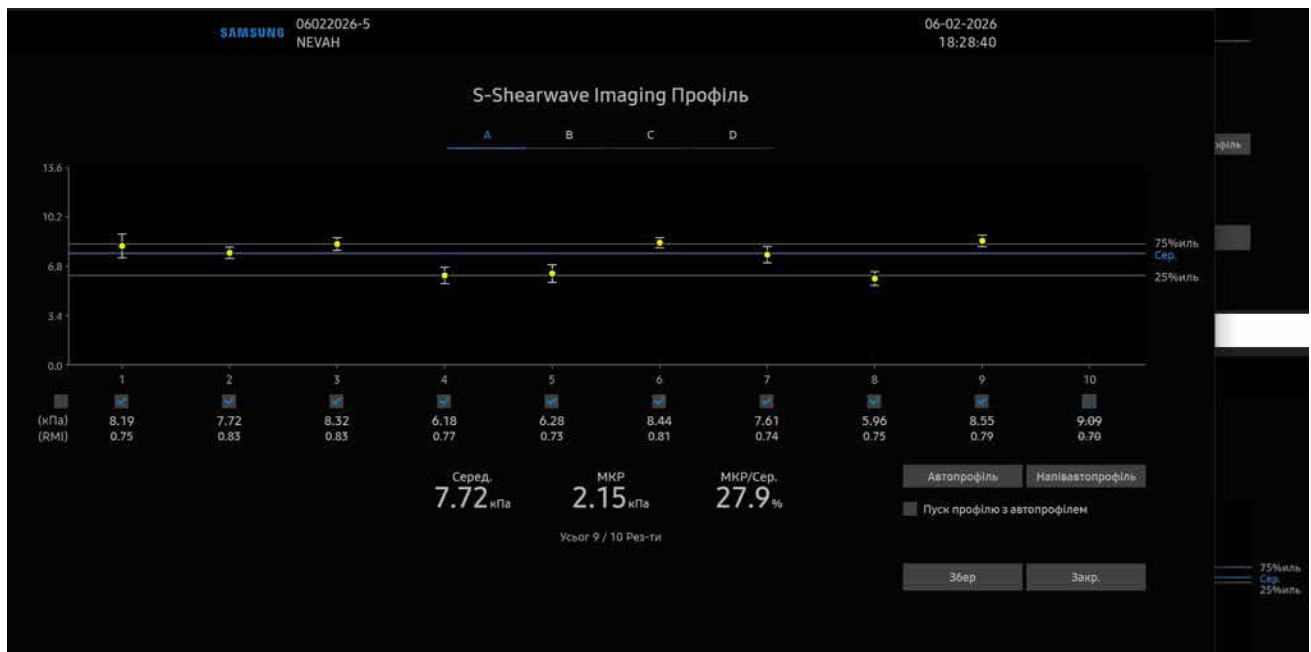 SAMSUNG 06022026-5 06-02-2026
NEVAH 18:28:40
S-Shearwave Imaging Профіль
A B C D
філь
13.6
10.2
75%иль
Сер.
6.8
25%иль
3.4
0.0
1 2 3 4 5 6 7 8 9 10
(кПа) 8.19 7.72 8.32 6.18 6.28 8.44 7.61 5.96 8.55 9.09
(RMI) 0.75 0.83 0.83 0.77 0.73 0.81 0.74 0.75 0.79 0.70
Серед. МКР МКР/Сер. Автопрофіль Напівавтопрофіль
7.72 кПа 2.15 кПа 27.9 %
Пуск профілю з автопрофілем
Усьог 9 / 10 Рез-ти
Збер Закр.
75%иль
Сер.
25%иль